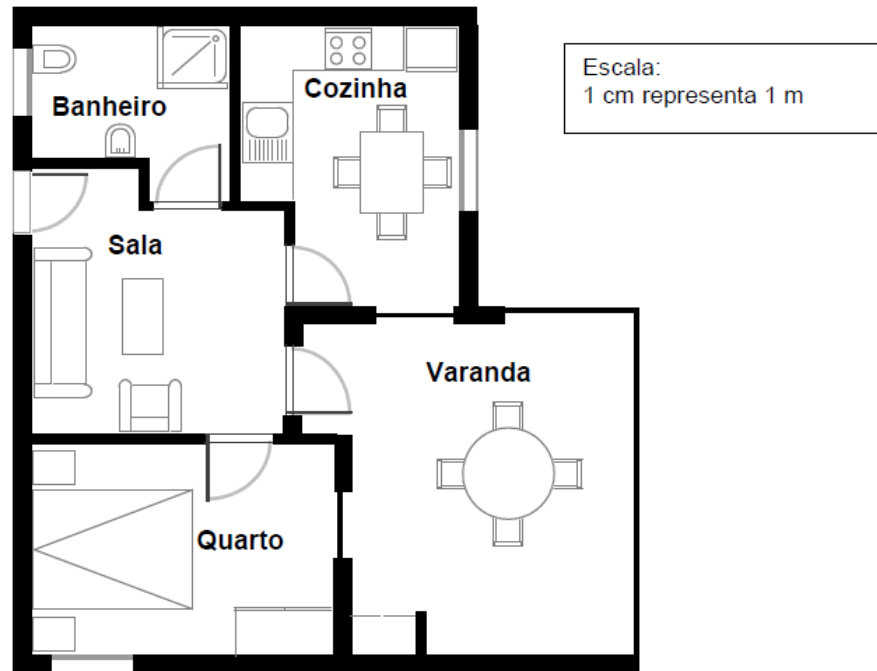 Escala:
1 cm representa 1 m
Cozinha
Banheiro
Sala
Varanda
Quarto